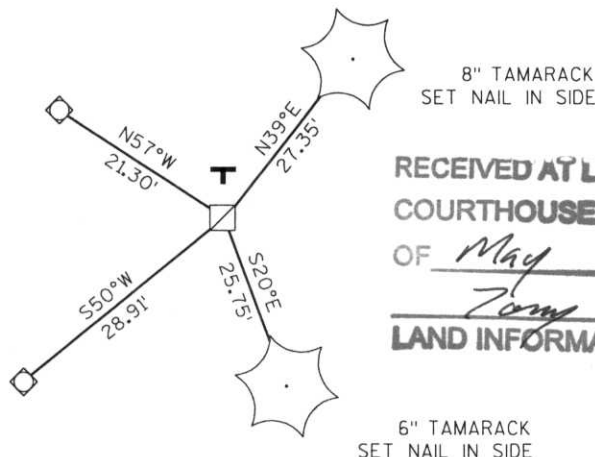 8" TAMARACK
SET NAIL IN SIDE
N57°W
21.30'
N39°E
27.35'
T
RECEIVED AT L
COURTHOUSE
OF May
LAND INFORMA
S50°W
28.91'
S20°E
25.75'
6" TAMARACK
SET NAIL IN SIDE